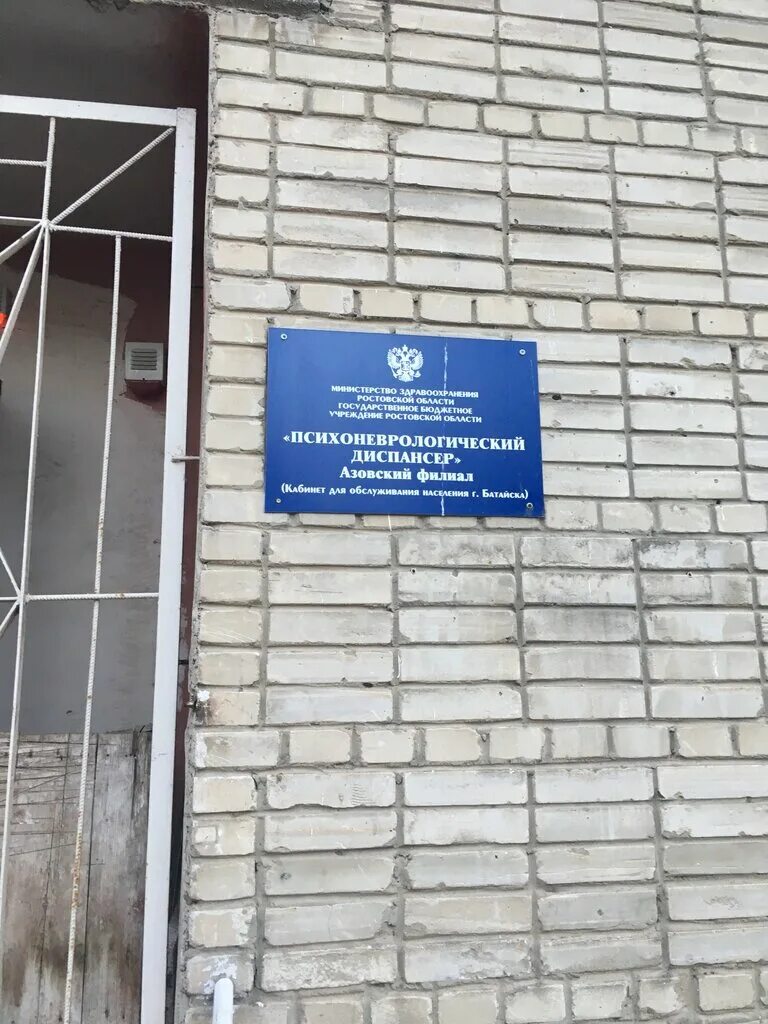 МИНИСТЕРСТВО ЗДРАВООХРАНЕНИЯ
РОСТОВСКОЙ ОБЛАСТИ
ГОСУДАРСТВЕННОЕ БЮДЖЕТНОЕ
УЧРЕЖДЕНИЕ РОСТОВСКОЙ ОБЛАСТИ
«ПСИХОНЕВРОЛОГИЧЕСКИЙ
ДИСПАНСЕР»
Азовский филиал
(Кабинет для обслуживания населения г. Батайска)